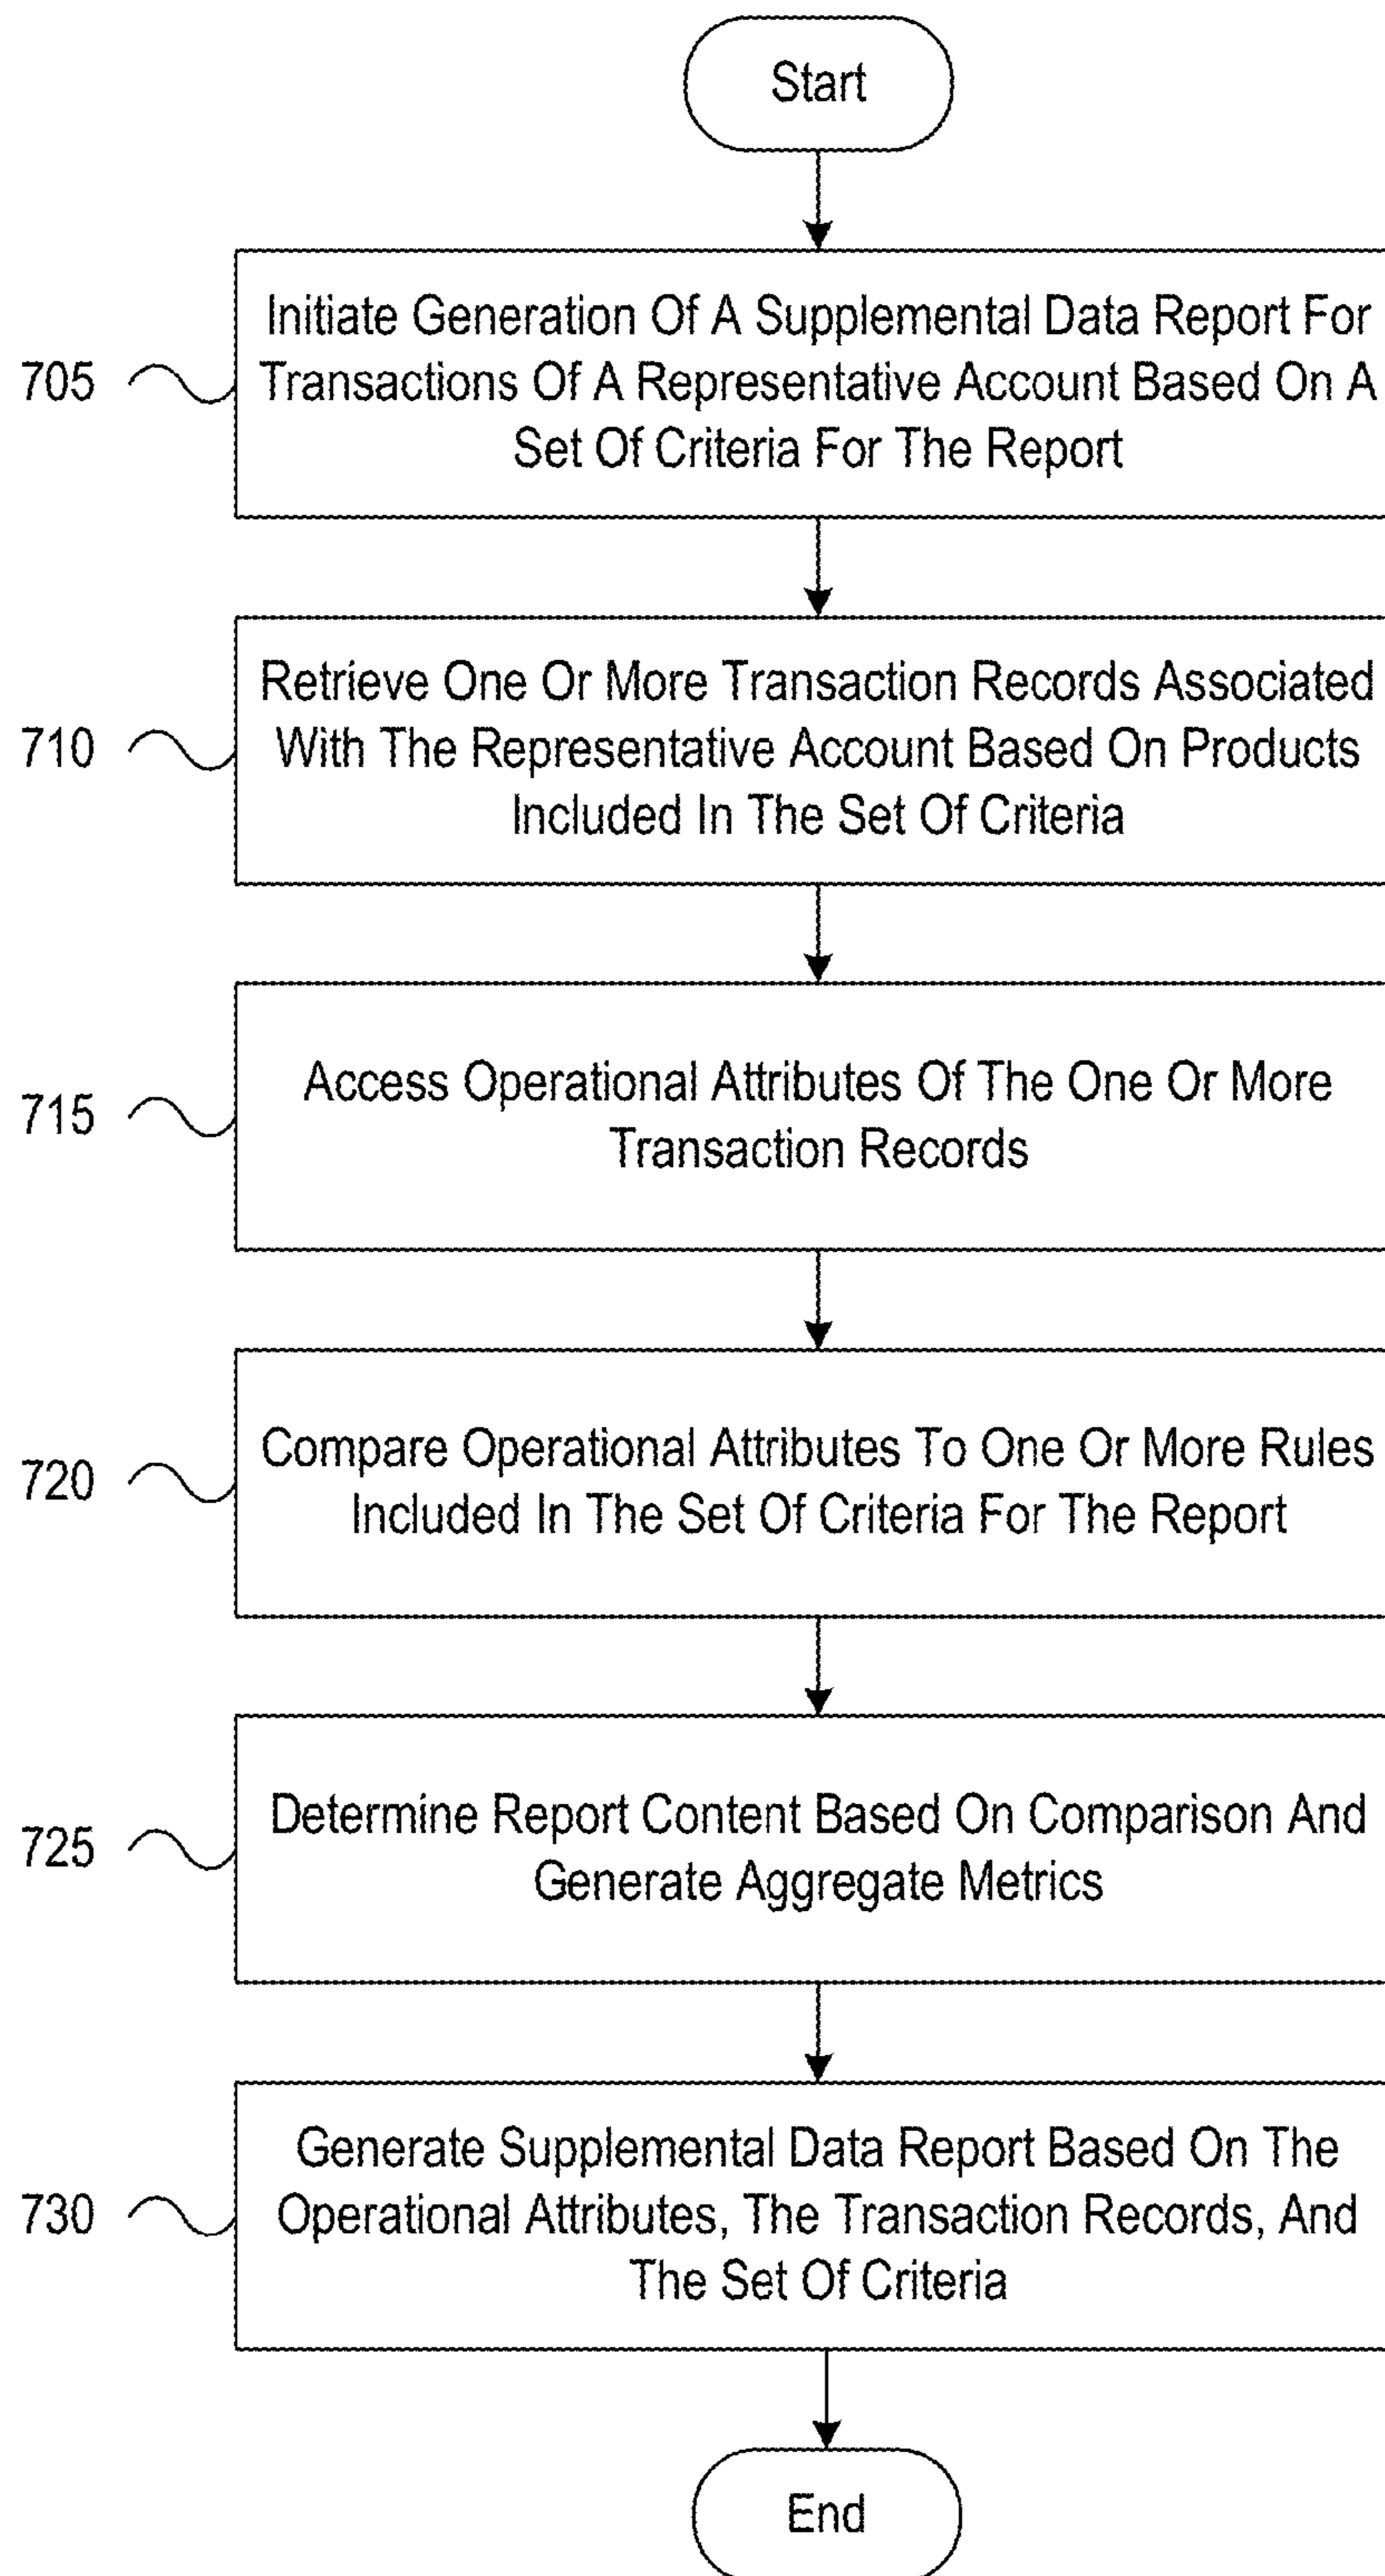 Start
Initiate Generation Of A Supplemental Data Report For
705
Transactions Of A Representative Account Based On A
Set Of Criteria For The Report
Retrieve One Or More Transaction Records Associated
710
With The Representative Account Based On Products
Included In The Set Of Criteria
Access Operational Attributes Of The One Or More
715
Transaction Records
Compare Operational Attributes To One Or More Rules
720
Included In The Set Of Criteria For The Report
Determine Report Content Based On Comparison And
725
Generate Aggregate Metrics
Generate Supplemental Data Report Based On The
730
Operational Attributes, The Transaction Records, And
The Set Of Criteria
End